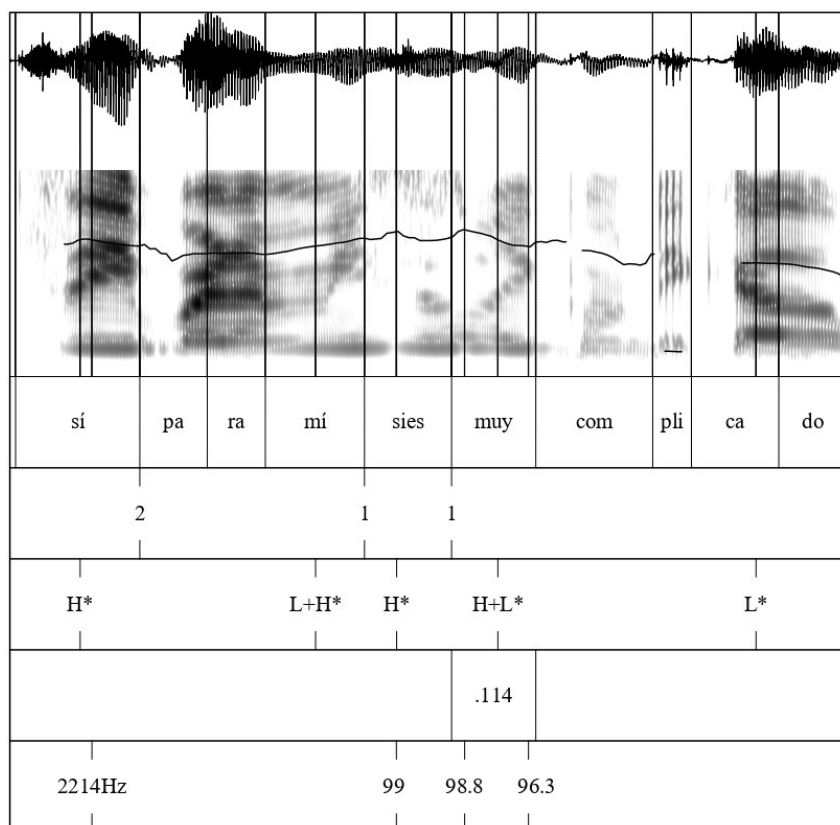 sí pa ra mí sies muy com pli ca do
2 1 1
H* L+H* H* H+L* L*
.114
2214Hz 99 98.8 96.3